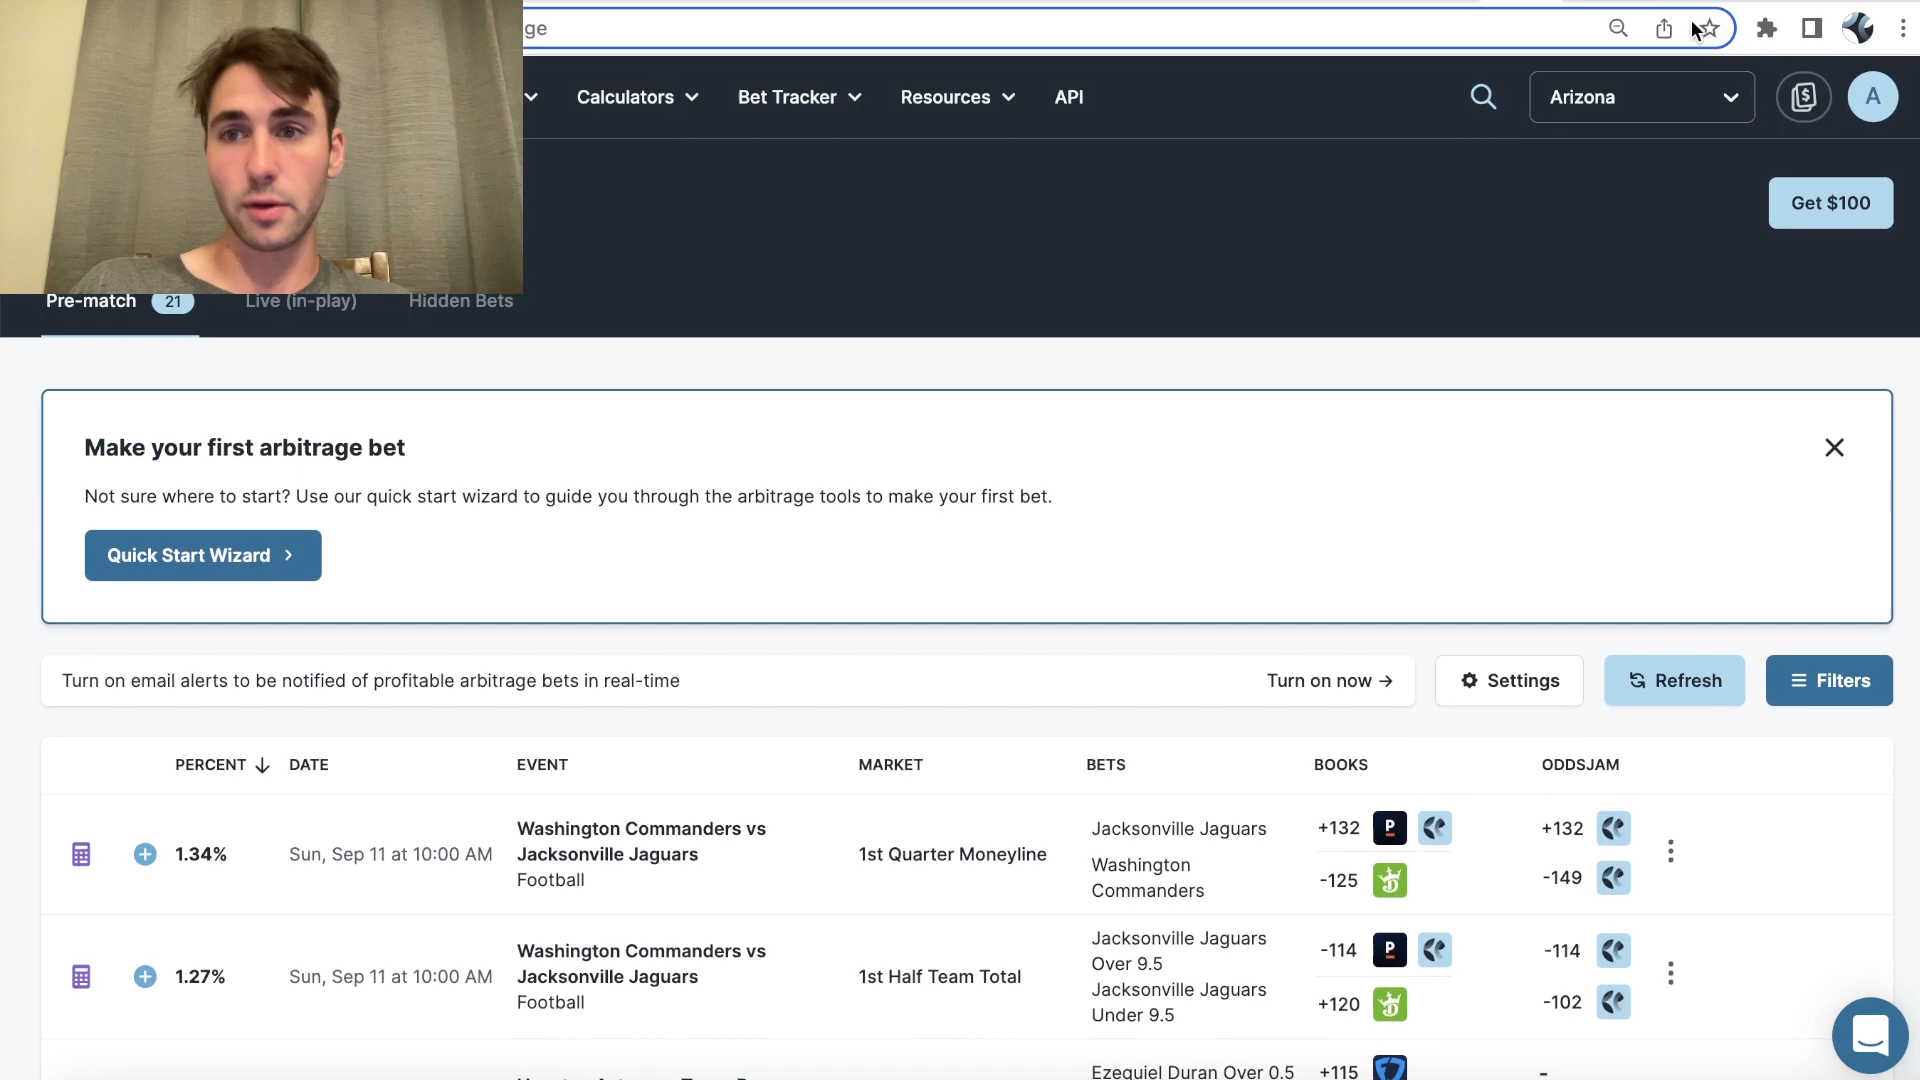 ge
Calculators
Bet Tracker
Resources
API
Arizona
A
Get $100
Pre-match
21
Live (in-play)
Hidden Bets
Make your first arbitrage bet
Not sure where to start? Use our quick start wizard to guide you through the arbitrage tools to make your first bet.
Quick Start Wizard
Turn on email alerts to be notified of profitable arbitrage bets in real-time
Turn on now →
Settings
Refresh
Filters
PERCENT ↓ DATE EVENT MARKET BETS BOOKS ODDSJAM
1.34%
Sun, Sep 11 at 10:00 AM
Washington Commanders vs
Jacksonville Jaguars
Football
1st Quarter Moneyline
Jacksonville Jaguars
Washington
Commanders
+132
P
-125
+132
-149
1.27%
Sun, Sep 11 at 10:00 AM
Washington Commanders vs
Jacksonville Jaguars
Football
1st Half Team Total
Jacksonville Jaguars
Over 9.5
Jacksonville Jaguars
Under 9.5
-114
P
+120
-114
-102
Ezequiel Duran Over 0.5
+115
-